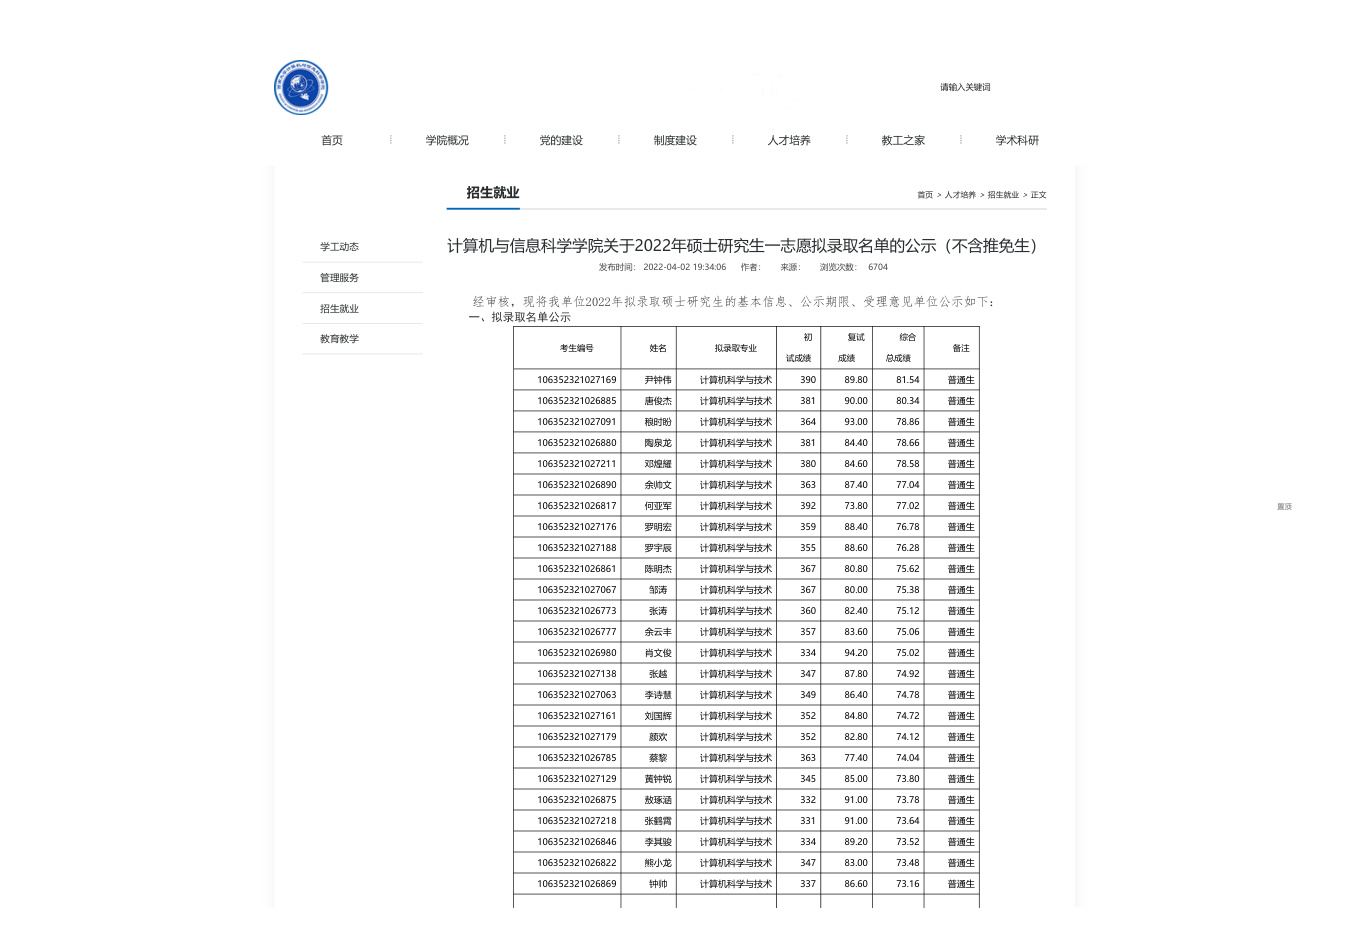 请输入关键词
首页 学院概况 党的建设 制度建设 人才培养 教工之家 学术科研
招生就业
首页 > 人才培养 > 招生就业 > 正文
学工动态
管理服务
招生就业
教育教学
计算机与信息科学学院关于2022年硕士研究生一志愿拟录取名单的公示（不含推免生）
发布时间： 2022-04-02 19:34:06 作者： 来源： 浏览次数： 6704
经审核，现将我单位2022年拟录取硕士研究生的基本信息、公示期限、受理意见单位公示如下：
一、拟录取名单公示
考生编号 姓名 拟录取专业 初试成绩 复试成绩 综合总成绩 备注
106352321027169 尹钟伟 计算机科学与技术 390 89.80 81.54 普通生
106352321026885 唐俊杰 计算机科学与技术 381 90.00 80.34 普通生
106352321027091 稂时盼 计算机科学与技术 364 93.00 78.86 普通生
106352321026880 陶泉龙 计算机科学与技术 381 84.40 78.66 普通生
106352321027211 邓煌耀 计算机科学与技术 380 84.60 78.58 普通生
106352321026890 余帅文 计算机科学与技术 363 87.40 77.04 普通生
106352321026817 何亚军 计算机科学与技术 392 73.80 77.02 普通生
106352321027176 罗明宏 计算机科学与技术 359 88.40 76.78 普通生
106352321027188 罗宇辰 计算机科学与技术 355 88.60 76.28 普通生
106352321026861 陈明杰 计算机科学与技术 367 80.80 75.62 普通生
106352321027067 邹涛 计算机科学与技术 367 80.00 75.38 普通生
106352321026773 张涛 计算机科学与技术 360 82.40 75.12 普通生
106352321026777 余云丰 计算机科学与技术 357 83.60 75.06 普通生
106352321026980 肖文俊 计算机科学与技术 334 94.20 75.02 普通生
106352321027138 张越 计算机科学与技术 347 87.80 74.92 普通生
106352321027063 李诗慧 计算机科学与技术 349 86.40 74.78 普通生
106352321027161 刘国辉 计算机科学与技术 352 84.80 74.72 普通生
106352321027179 颜欢 计算机科学与技术 352 82.80 74.12 普通生
106352321026785 蔡黎 计算机科学与技术 363 77.40 74.04 普通生
106352321027129 黄钟锐 计算机科学与技术 345 85.00 73.80 普通生
106352321026875 敖琢涵 计算机科学与技术 332 91.00 73.78 普通生
106352321027218 张鹤霄 计算机科学与技术 331 91.00 73.64 普通生
106352321026846 李其骏 计算机科学与技术 334 89.20 73.52 普通生
106352321026822 熊小龙 计算机科学与技术 347 83.00 73.48 普通生
106352321026869 钟帅 计算机科学与技术 337 86.60 73.16 普通生
置顶